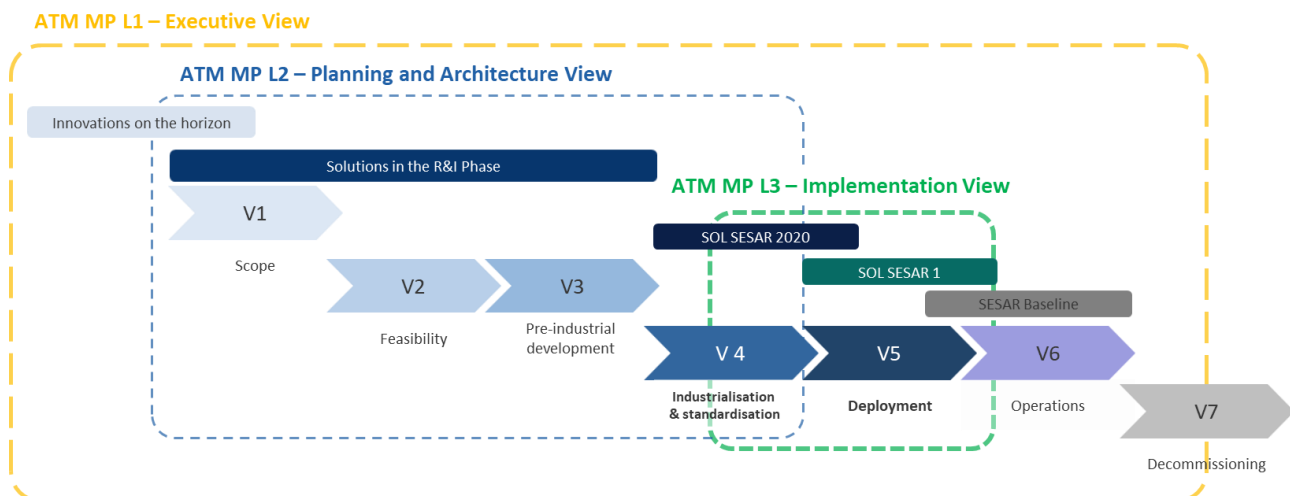 ATM MP L1 – Executive View
ATM MP L2 – Planning and Architecture View
Innovations on the horizon
Solutions in the R&I Phase
ATM MP L3 – Implementation View
V1
SOL SESAR 2020
Scope
SOL SESAR 1
V2
V3
SESAR Baseline
Feasibility
Pre-industrial
development
V 4
V5
V6
Industrialisation
& standardisation
Deployment
Operations
V7
Decommissioning